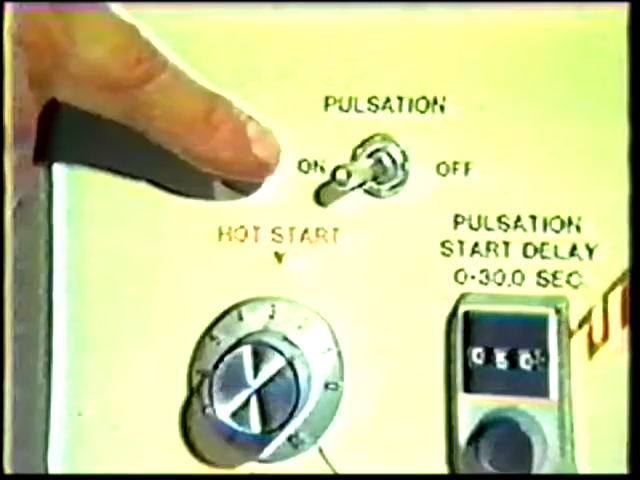 PULSATION
ON
OFF
HOT START
PULSATION
START DELAY
0-30.0 SEC.